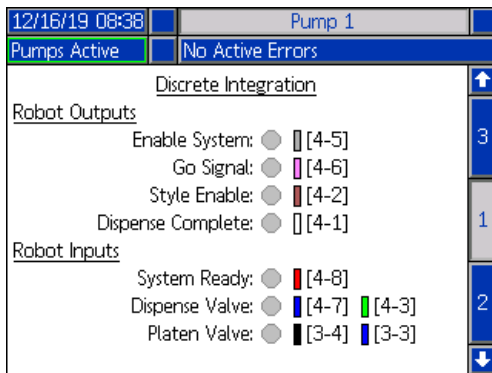 12/16/19 08:38 Pump 1
Pumps Active No Active Errors
Discrete Integration
Robot Outputs
Enable System: [4-5]
Go Signal: [4-6]
Style Enable: [4-2]
Dispense Complete: [4-1]
Robot Inputs
System Ready: [4-8]
Dispense Valve: [4-7] [4-3]
Platen Valve: [3-4] [3-3]
3
1
2